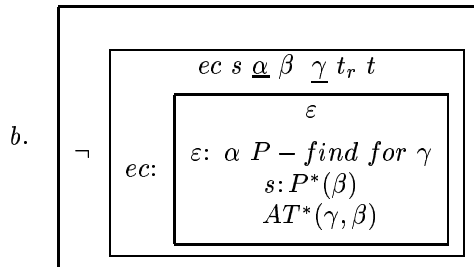 ec s α β γ t_r t
ε
b. ¬ ec: ε: α P – find for γ
s: P*(β)
AT*(γ, β)